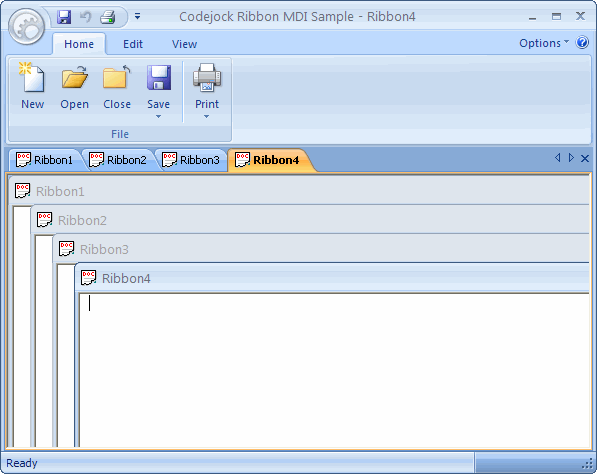 Codejock Ribbon MDI Sample - Ribbon4
Home Edit View Options
New Open Close Save Print
File
Ribbon1 Ribbon2 Ribbon3 Ribbon4
Ribbon1
Ribbon2
Ribbon3
Ribbon4
Ready